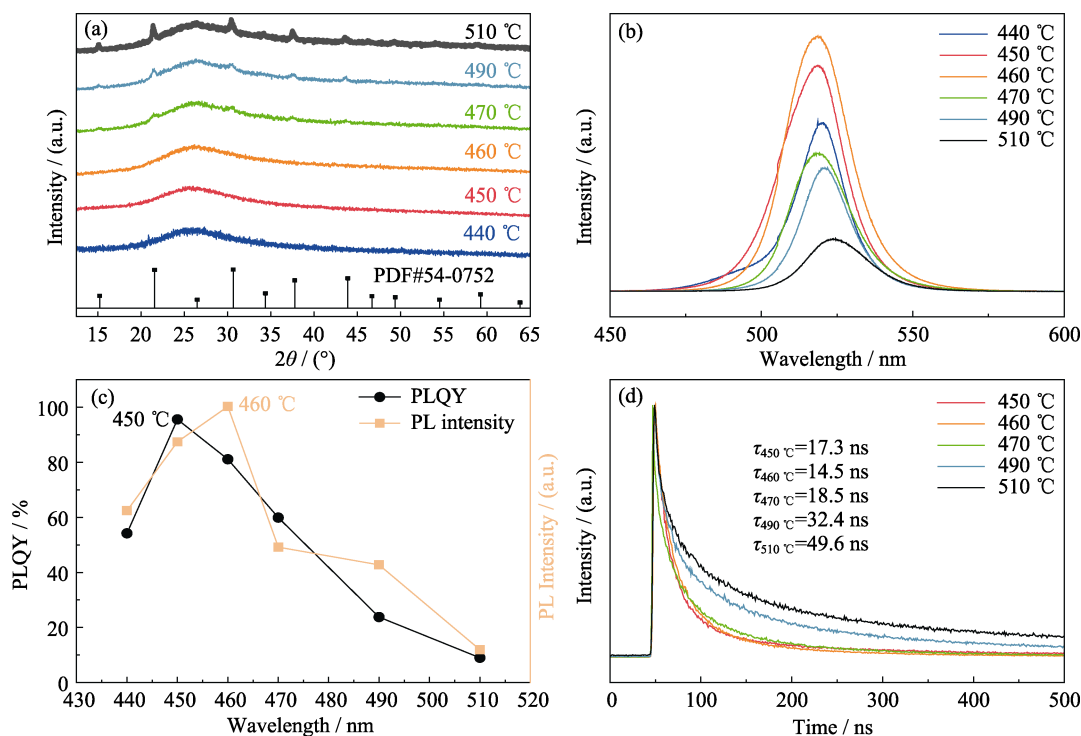 (a)
510 ℃
490 ℃
470 ℃
460 ℃
450 ℃
440 ℃
PDF#54-0752
Intensity / (a.u.)
15 20 25 30 35 40 45 50 55 60 65
2θ / (°)
(b)
440 ℃
450 ℃
460 ℃
470 ℃
490 ℃
510 ℃
Intensity / (a.u.)
450 500 550 600
Wavelength / nm
(c)
PLQY
PL intensity
450 ℃
460 ℃
100
80
60
40
20
0
PLQY / %
PL Intensity / (a.u.)
430 440 450 460 470 480 490 500 510 520
Wavelength / nm
(d)
450 ℃
460 ℃
470 ℃
490 ℃
510 ℃
τ450 ℃=17.3 ns
τ460 ℃=14.5 ns
τ470 ℃=18.5 ns
τ490 ℃=32.4 ns
τ510 ℃=49.6 ns
Intensity / (a.u.)
0 100 200 300 400 500
Time / ns